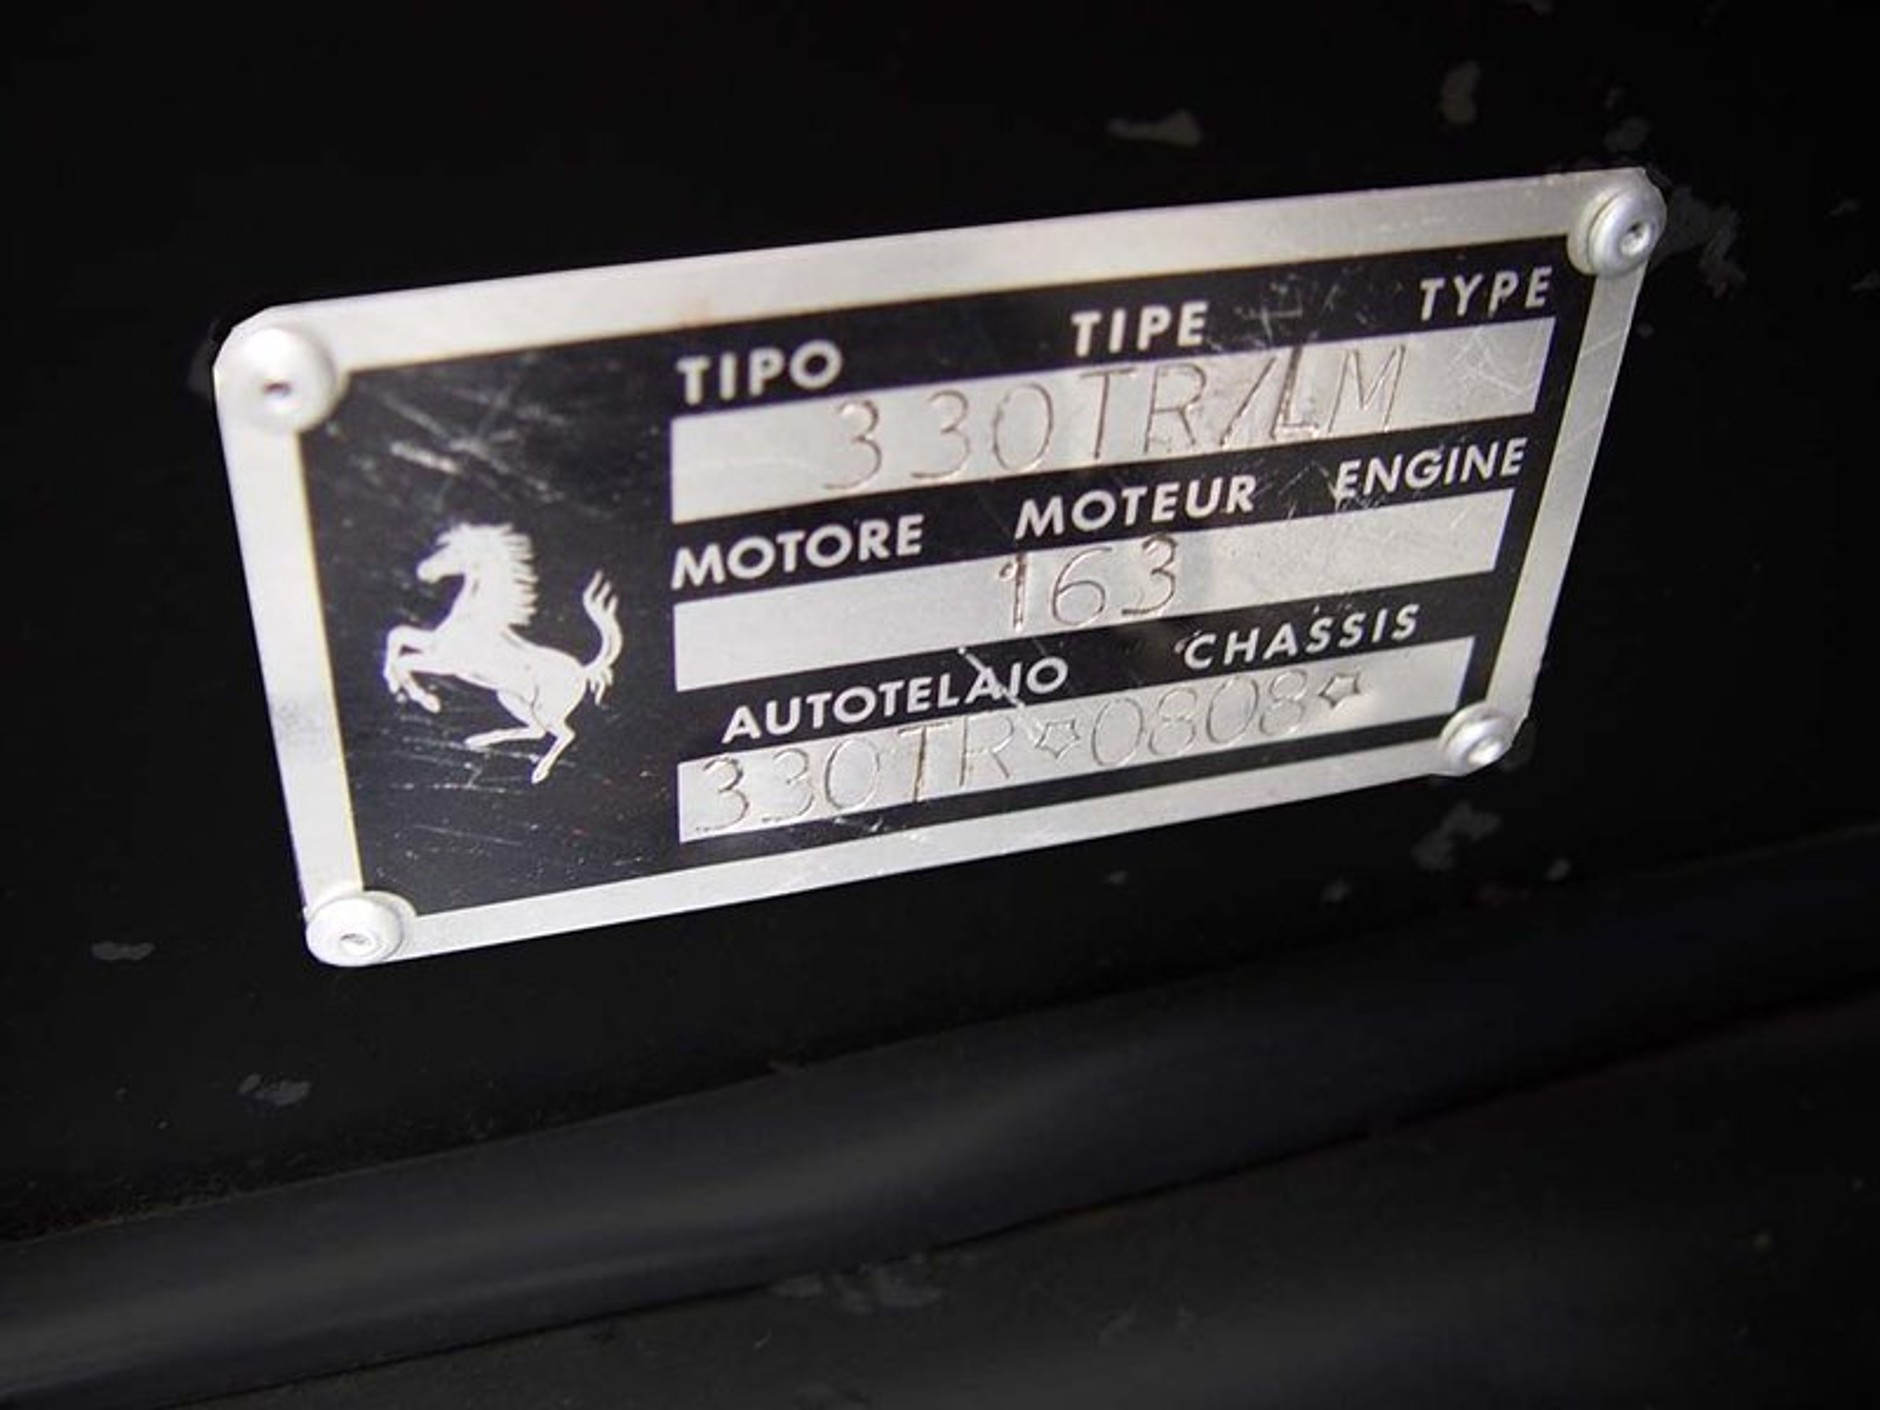 TIPO TIPE TYPE
330TR/LM
MOTORE MOTEUR ENGINE
163
AUTOTELAIO CHASSIS
330TR☆0808☆